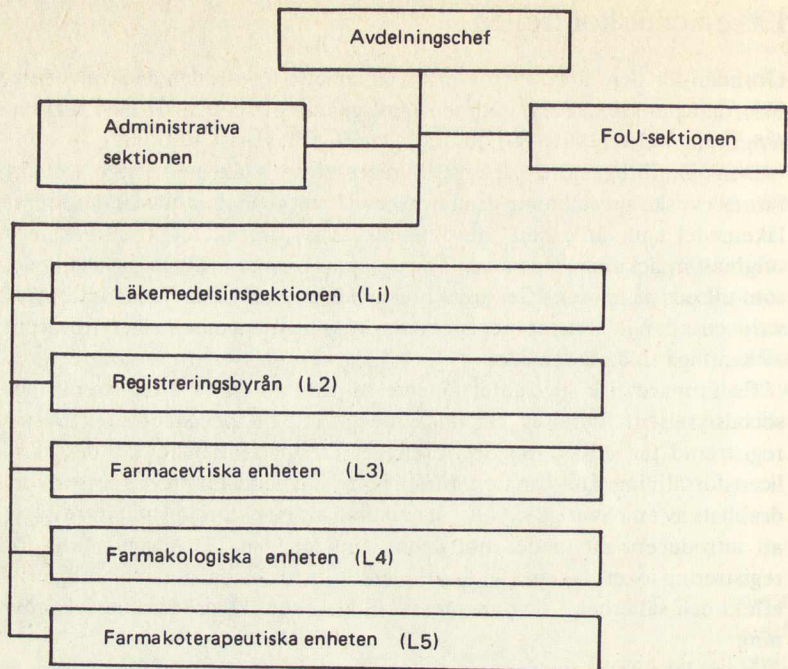 Avdelningschef
Administrativa
sektionen
FoU-sektionen
Läkemedelsinspektionen (Li)
Registreringsbyrån (L2)
Farmacevtiska enheten (L3)
Farmakologiska enheten (L4)
Farmakoterapeutiska enheten (L5)